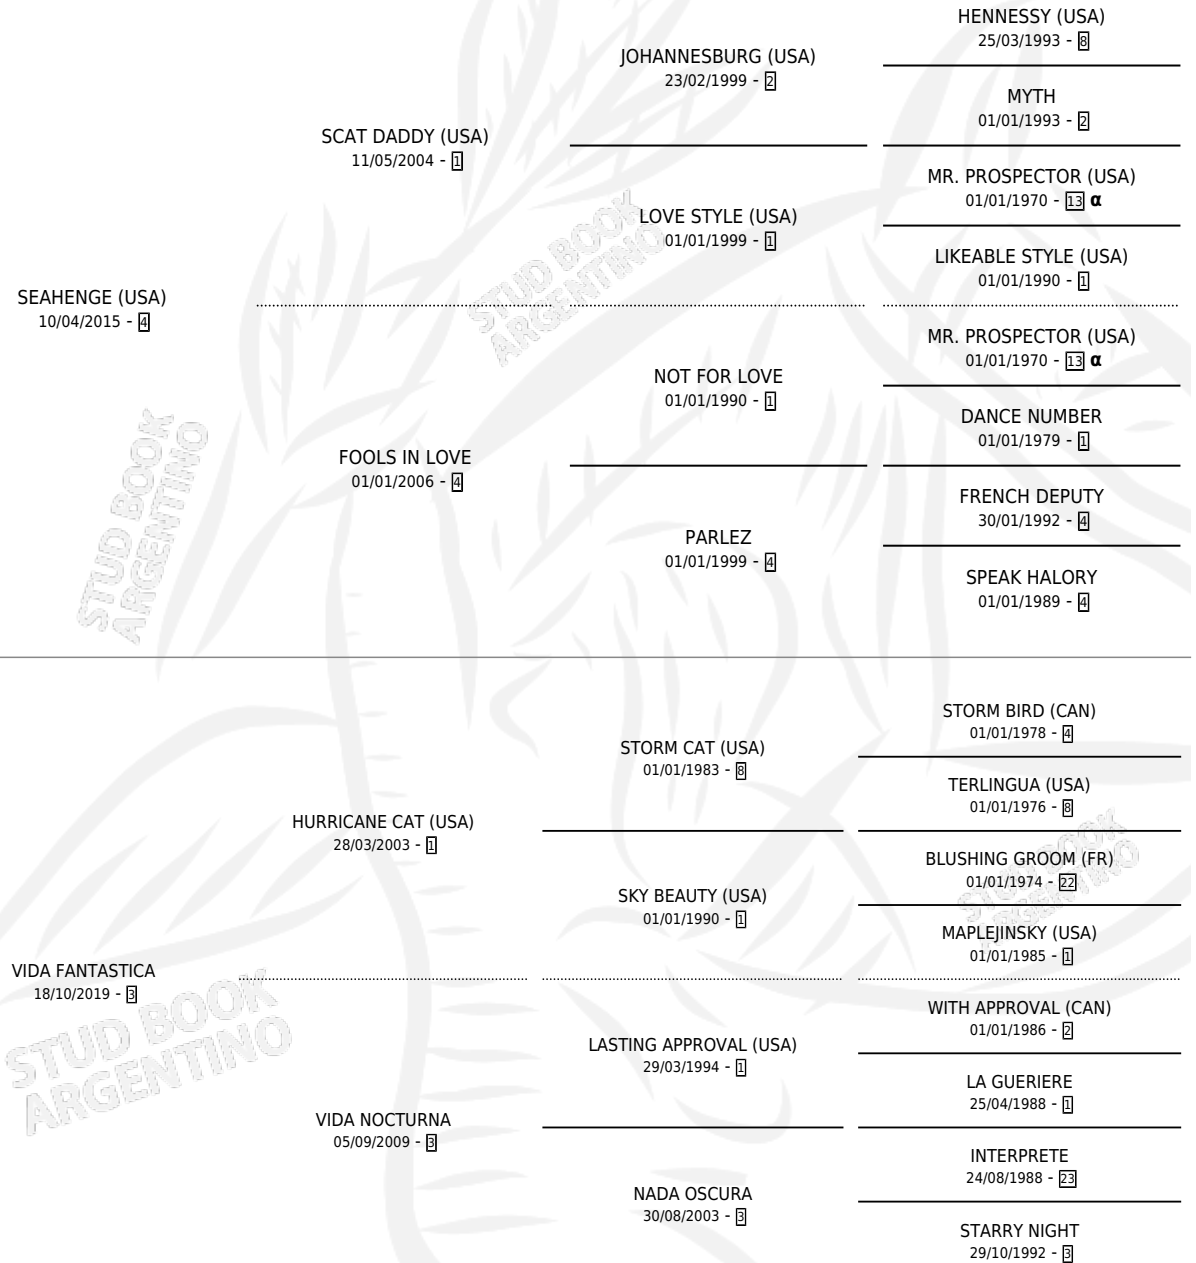 HENNESSY (USA)
25/03/1993 - 8
JOHANNESBURG (USA)
23/02/1999 - 2
MYTH
01/01/1993 - 2
SCAT DADDY (USA)
11/05/2004 - 1
MR. PROSPECTOR (USA)
01/01/1970 - 13 α
LOVE STYLE (USA)
01/01/1999 - 1
LIKEABLE STYLE (USA)
01/01/1990 - 1
SEAHENGE (USA)
10/04/2015 - 4
MR. PROSPECTOR (USA)
01/01/1970 - 13 α
NOT FOR LOVE
01/01/1990 - 1
DANCE NUMBER
01/01/1979 - 1
FOOLS IN LOVE
01/01/2006 - 4
FRENCH DEPUTY
30/01/1992 - 4
PARLEZ
01/01/1999 - 4
SPEAK HALORY
01/01/1989 - 4
STORM BIRD (CAN)
01/01/1978 - 4
STORM CAT (USA)
01/01/1983 - 8
TERLINGUA (USA)
01/01/1976 - 8
HURRICANE CAT (USA)
28/03/2003 - 1
BLUSHING GROOM (FR)
01/01/1974 - 22
SKY BEAUTY (USA)
01/01/1990 - 1
MAPLEJINSKY (USA)
01/01/1985 - 1
VIDA FANTASTICA
18/10/2019 - 3
WITH APPROVAL (CAN)
01/01/1986 - 2
LASTING APPROVAL (USA)
29/03/1994 - 1
LA GUERIERE
25/04/1988 - 1
VIDA NOCTURNA
05/09/2009 - 3
INTERPRETE
24/08/1988 - 23
NADA OSCURA
30/08/2003 - 3
STARRY NIGHT
29/10/1992 - 3
STUD BOOK
ARGENTINO
STUD BOOK
ARGENTINO
STUD BOOK
ARGENTINO
STUD BOOK
ARGENTINO